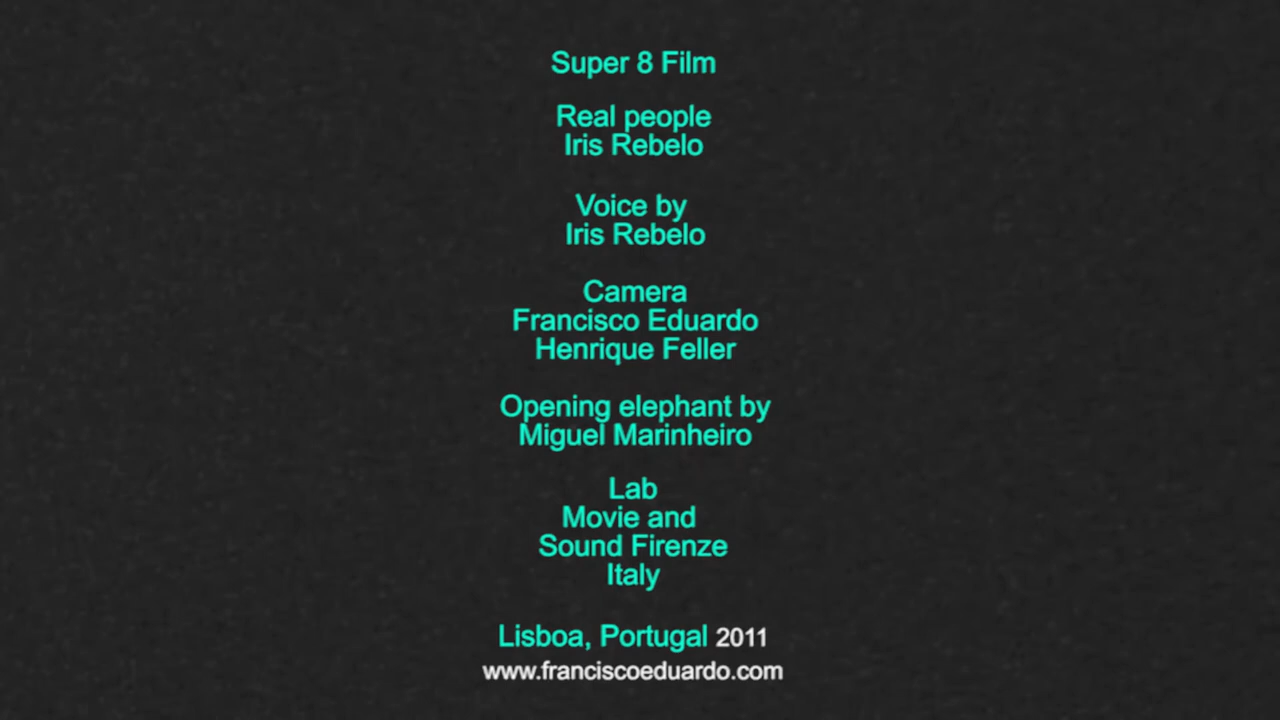 Super 8 Film
Real people
Iris Rebelo
Voice by
Iris Rebelo
Camera
Francisco Eduardo
Henrique Feller
Opening elephant by
Miguel Marinheiro
Lab
Movie and
Sound Firenze
Italy
Lisboa, Portugal 2011
www.franciscoeduardo.com